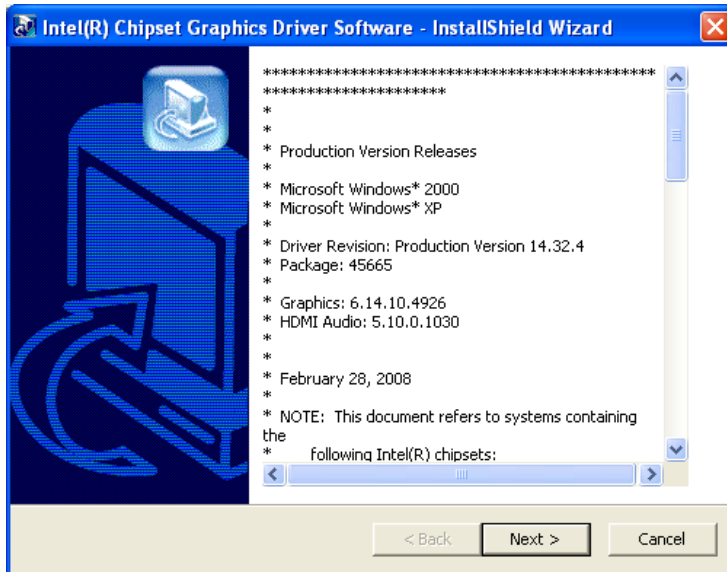 Intel(R) Chipset Graphics Driver Software - InstallShield Wizard
*********************************************
*********************
*
*
* Production Version Releases
*
* Microsoft Windows* 2000
* Microsoft Windows* XP
*
* Driver Revision: Production Version 14.32.4
* Package: 45665
*
* Graphics: 6.14.10.4926
* HDMI Audio: 5.10.0.1030
*
*
* February 28, 2008
*
* NOTE: This document refers to systems containing
the
* following Intel(R) chipsets:
< Back
Next >
Cancel